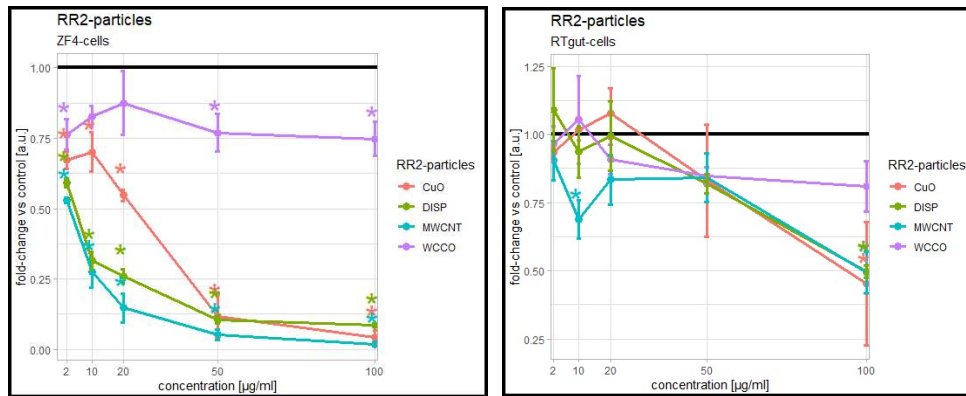 RR2-particles
ZF4-cells
fold-change vs control [a.u.]
1.00
0.75
0.50
0.25
0.00
2 10 20 50 100
concentration [µg/ml]
RR2-particles
CuO
DISP
MWCNT
WCCO
RR2-particles
RTgut-cells
fold-change vs control [a.u.]
1.25
1.00
0.75
0.50
0.25
2 10 20 50 100
concentration [µg/ml]
RR2-particles
CuO
DISP
MWCNT
WCCO